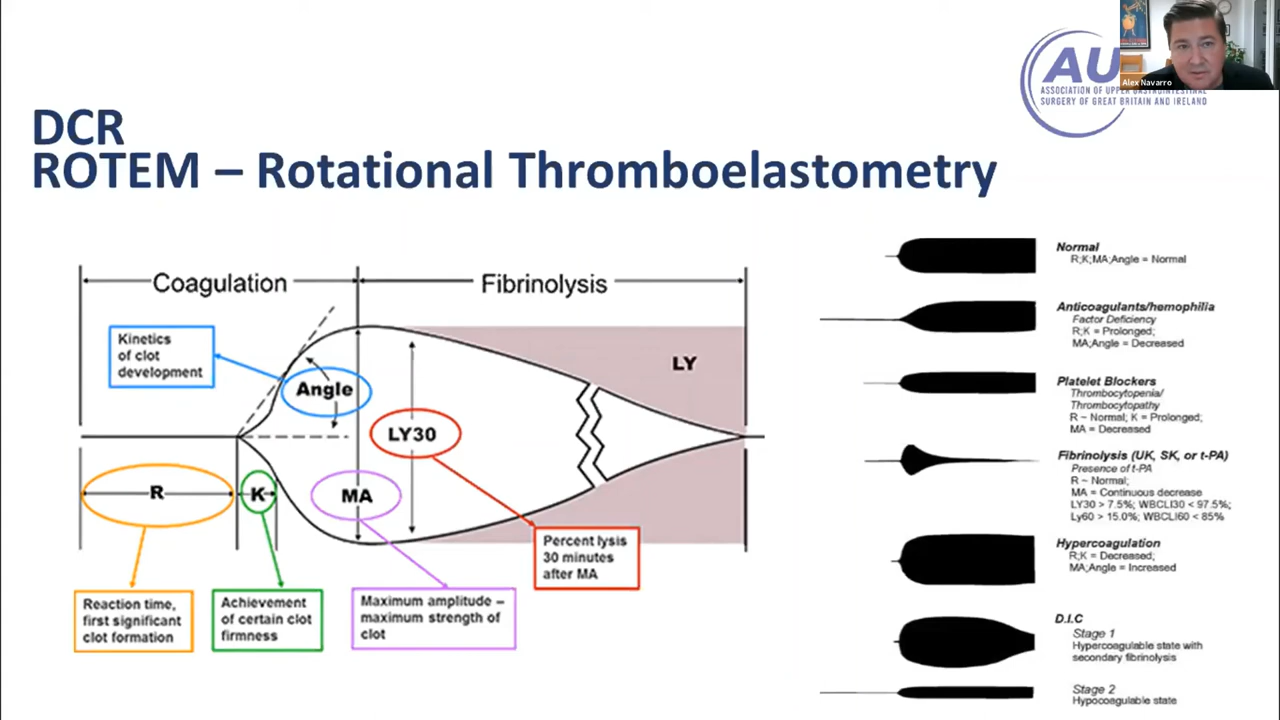 AU
ASSOCIATION OF UPPER GASTROINTESTINAL
SURGERY OF GREAT BRITAIN AND IRELAND
Alex Navarro
DCR
ROTEM – Rotational Thromboelastometry
Coagulation
Fibrinolysis
Kinetics
of clot
development
Angle
LY
LY30
R
K
MA
Percent lysis
30 minutes
after MA
Reaction time,
first significant
clot formation
Achievement
of certain clot
firmness
Maximum amplitude –
maximum strength of
clot
Normal
R;K;MA;Angle = Normal
Anticoagulants/hemophilia
Factor Deficiency
R;K = Prolonged;
MA;Angle = Decreased
Platelet Blockers
Thrombocytopenia/
Thrombocytopathy
R ~ Normal; K = Prolonged;
MA = Decreased
Fibrinolysis (UK, SK, or t-PA)
Presence of t-PA
R ~ Normal;
MA = Continuous decrease
LY30 > 7.5%; WBCLI30 < 97.5%;
Ly60 > 15.0%; WBCLI60 < 85%
Hypercoagulation
R;K = Decreased;
MA;Angle = Increased
D.I.C
Stage 1
Hypercoagulable state with
secondary fibrinolysis
Stage 2
Hypocoagulable state